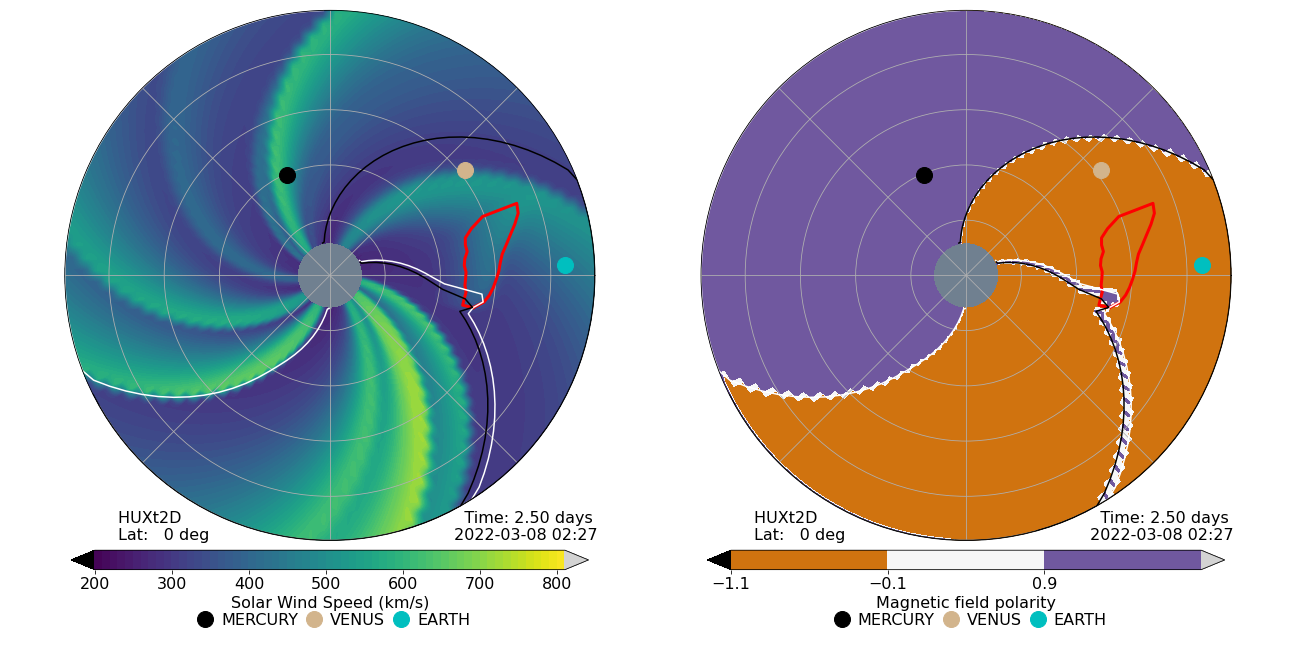 HUXt2D
Lat:   0 deg
Time: 2.50 days
2022-03-08 02:27
200 300 400 500 600 700 800
Solar Wind Speed (km/s)
MERCURY VENUS EARTH
HUXt2D
Lat:   0 deg
Time: 2.50 days
2022-03-08 02:27
−1.1 −0.1 0.9
Magnetic field polarity
MERCURY VENUS EARTH